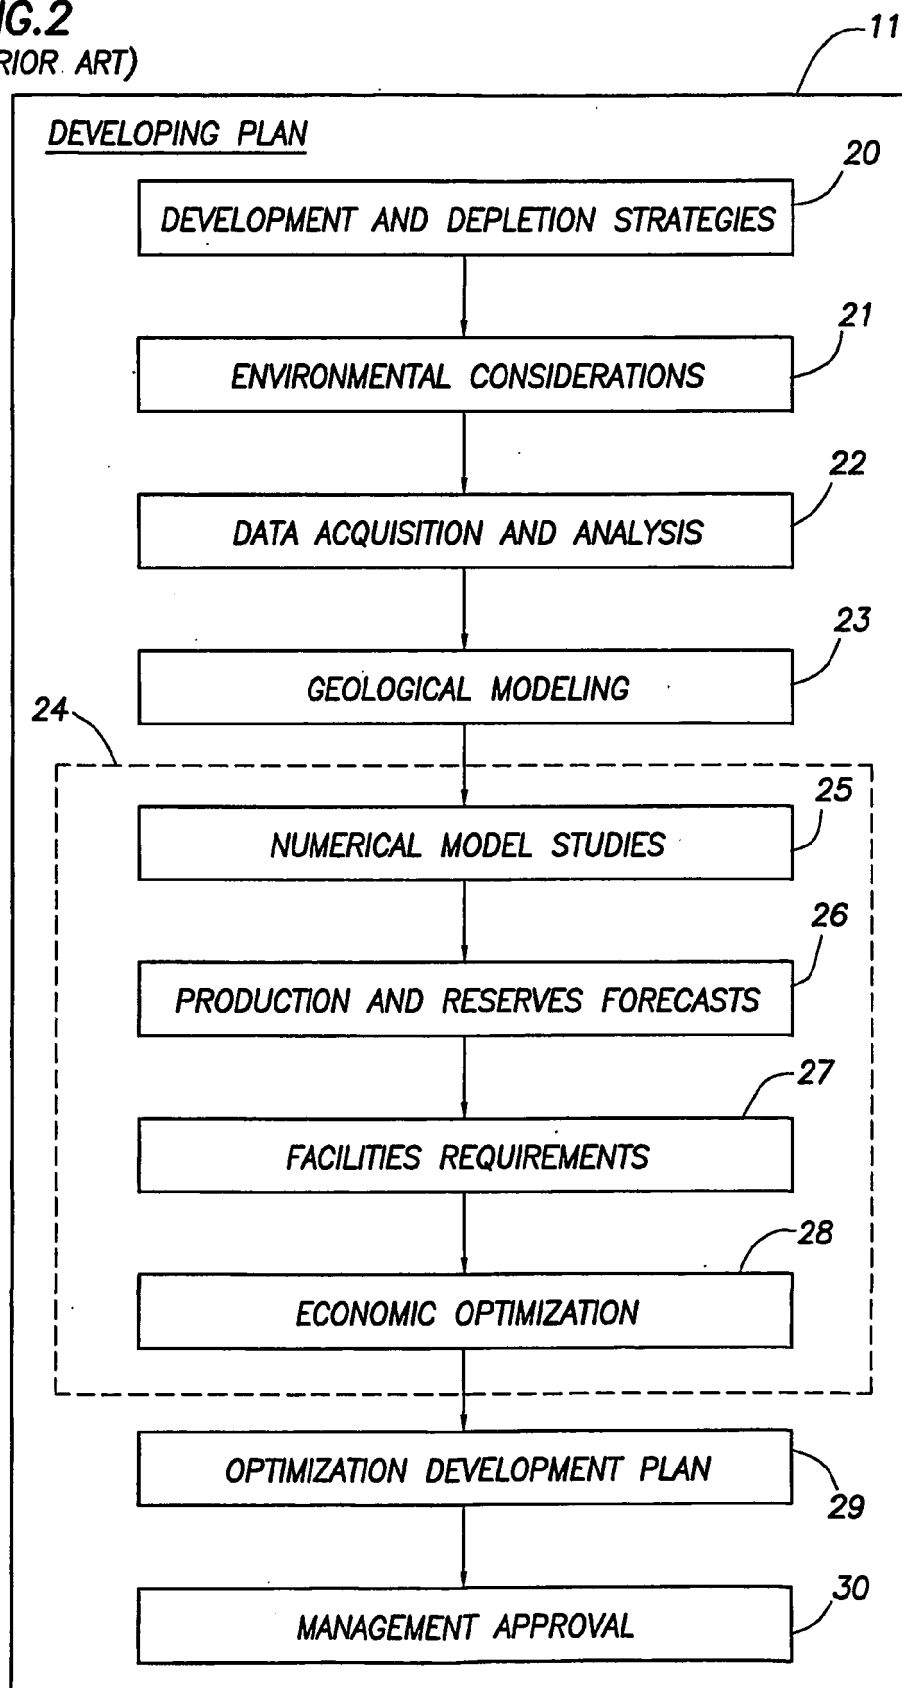 IG.2
RIOR ART)
11
DEVELOPING PLAN
20
DEVELOPMENT AND DEPLETION STRATEGIES
21
ENVIRONMENTAL CONSIDERATIONS
22
DATA ACQUISITION AND ANALYSIS
23
GEOLOGICAL MODELING
24
25
NUMERICAL MODEL STUDIES
26
PRODUCTION AND RESERVES FORECASTS
27
FACILITIES REQUIREMENTS
28
ECONOMIC OPTIMIZATION
OPTIMIZATION DEVELOPMENT PLAN
29
30
MANAGEMENT APPROVAL